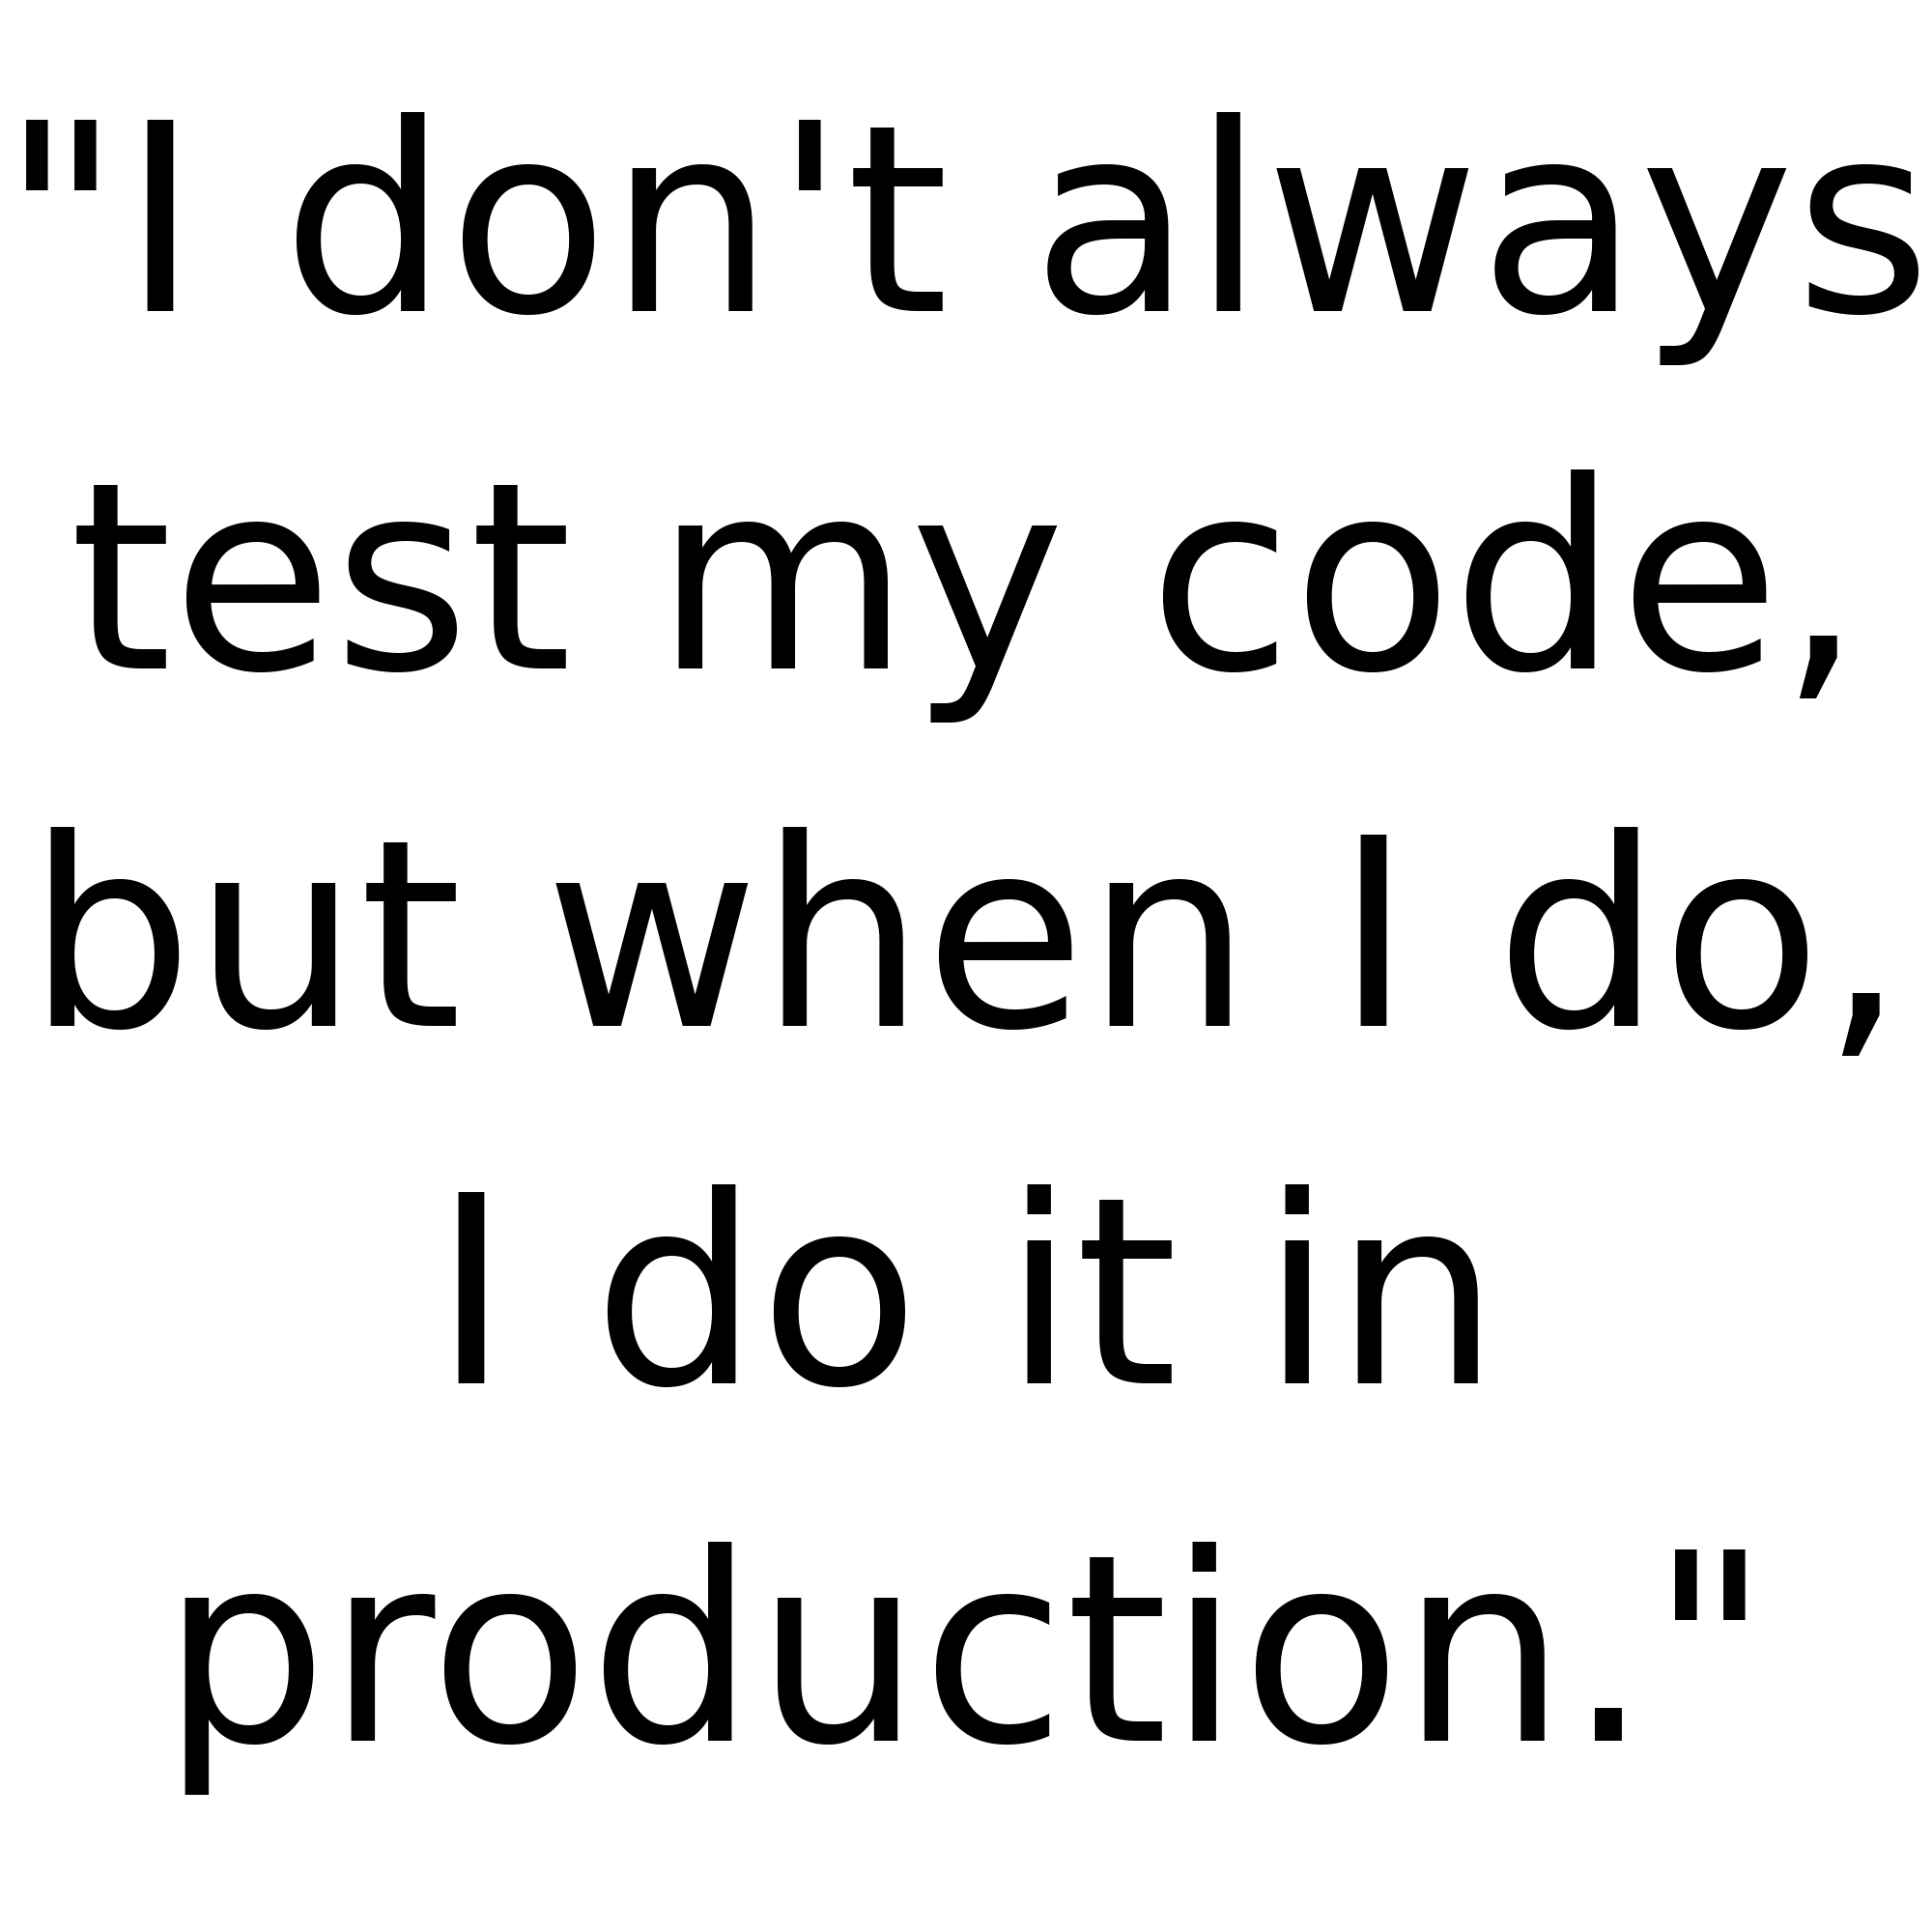 "I don't always
test my code,
but when I do,
I do it in
production."